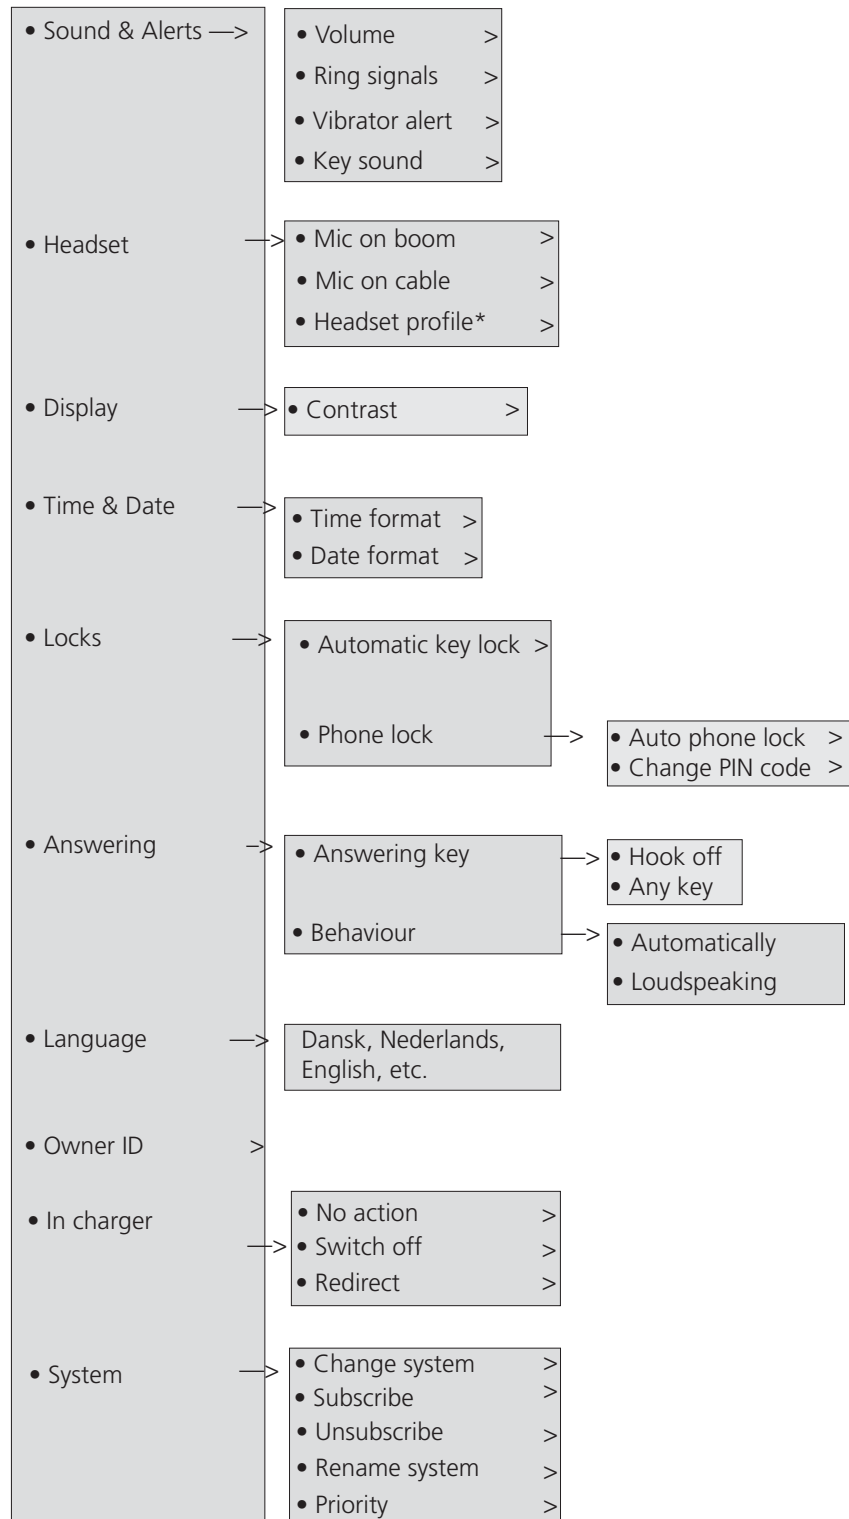 • Sound & Alerts —>
• Volume >
• Ring signals >
• Vibrator alert >
• Key sound >
• Headset —>
• Mic on boom >
• Mic on cable >
• Headset profile* >
• Display —>
• Contrast >
• Time & Date —>
• Time format >
• Date format >
• Locks —>
• Automatic key lock >
• Phone lock —>
• Auto phone lock >
• Change PIN code >
• Answering –>
• Answering key —>
• Hook off
• Any key
• Behaviour —>
• Automatically
• Loudspeaking
• Language —>
Dansk, Nederlands,
English, etc.
• Owner ID >
• In charger —>
• No action >
• Switch off >
• Redirect >
• System —>
• Change system >
• Subscribe >
• Unsubscribe >
• Rename system >
• Priority >